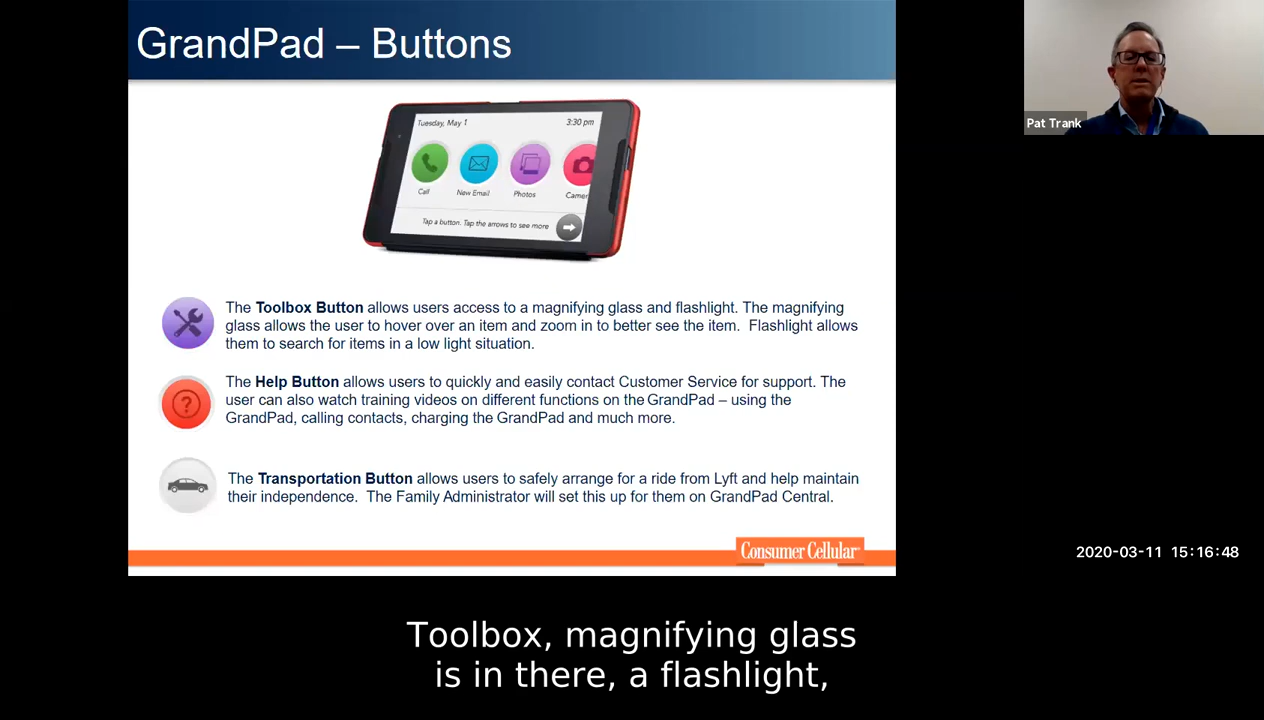 GrandPad – Buttons
Pat Trank
Tuesday, May 1
3:30 pm
Call
New Email
Photos
Camer
Tap a button. Tap the arrows to see more
The Toolbox Button allows users access to a magnifying glass and flashlight. The magnifying
glass allows the user to hover over an item and zoom in to better see the item.  Flashlight allows
them to search for items in a low light situation.
The Help Button allows users to quickly and easily contact Customer Service for support. The
user can also watch training videos on different functions on the GrandPad – using the
GrandPad, calling contacts, charging the GrandPad and much more.
The Transportation Button allows users to safely arrange for a ride from Lyft and help maintain
their independence.  The Family Administrator will set this up for them on GrandPad Central.
Consumer Cellular
2020-03-11 15:16:48
Toolbox, magnifying glass
is in there, a flashlight,